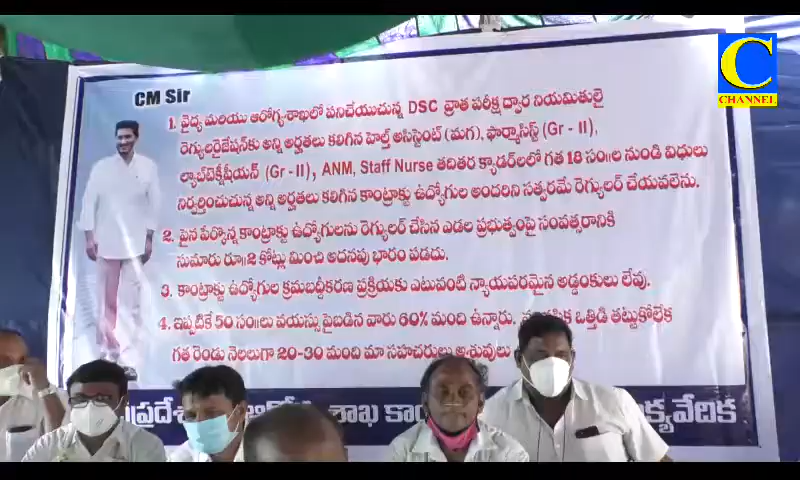 CM Sir
1. వైద్య మరియు ఆరోగ్యశాఖలో పనిచేయుచున్న DSC వ్రాత పరీక్ష ద్వారా నియమితులై
రెగ్యులరైజేషన్‌కు అన్ని అర్హతలు కలిగిన హెల్త్ అసిస్టెంట్ (మగ), ఫార్మాసిస్ట్ (Gr - II),
ల్యాబ్‌టెక్నీషియన్ (Gr - II), ANM, Staff Nurse తదితర క్యాడర్‌లలో గత 18 సం॥ల నుండి విధులు
నిర్వర్తించుచున్న అన్ని అర్హతలు కలిగిన కాంట్రాక్టు ఉద్యోగుల అందరిని సత్వరమే రెగ్యులర్ చేయవలెను.
2. పైన పేర్కొన్న కాంట్రాక్టు ఉద్యోగులను రెగ్యులర్ చేసిన ఎడల ప్రభుత్వంపై సంవత్సరానికి
సుమారు రూ॥2 కోట్లు మించి అదనపు భారం పడదు.
3. కాంట్రాక్టు ఉద్యోగుల క్రమబద్ధీకరణ ప్రక్రియకు ఎటువంటి న్యాయపరమైన అడ్డంకులు లేవు.
4. ఇప్పటికే 50 సం॥లు వయస్సు పైబడిన వారు 60% మంది ఉన్నారు. ఒత్తిడి తట్టుకోలేక
గత రెండు నెలలుగా 20-30 మంది మా సహచరులు అశువులు
శాఖ
C
CHANNEL